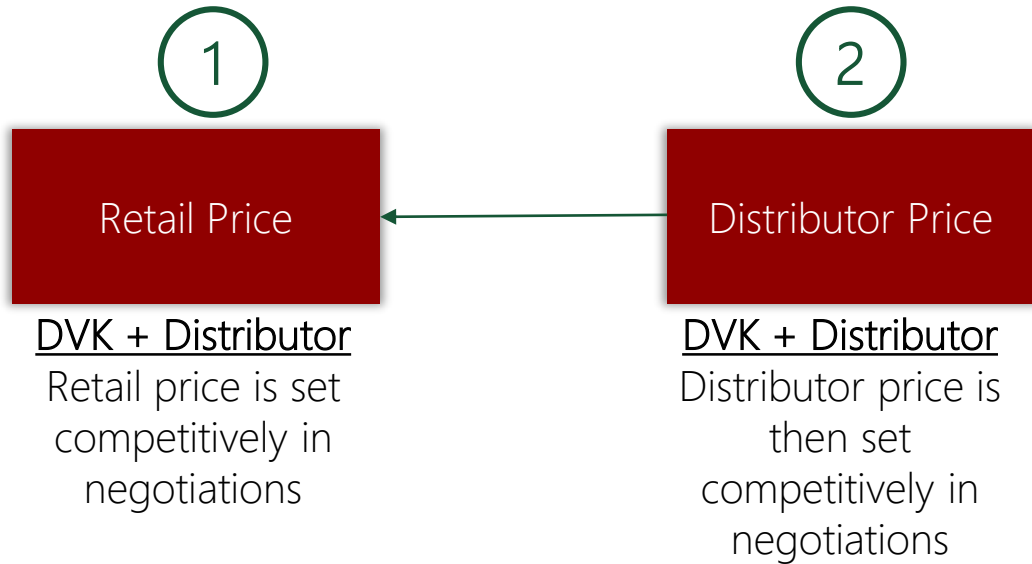 1
Retail Price
DVK + Distributor
Retail price is set
competitively in
negotiations
2
Distributor Price
DVK + Distributor
Distributor price is
then set
competitively in
negotiations